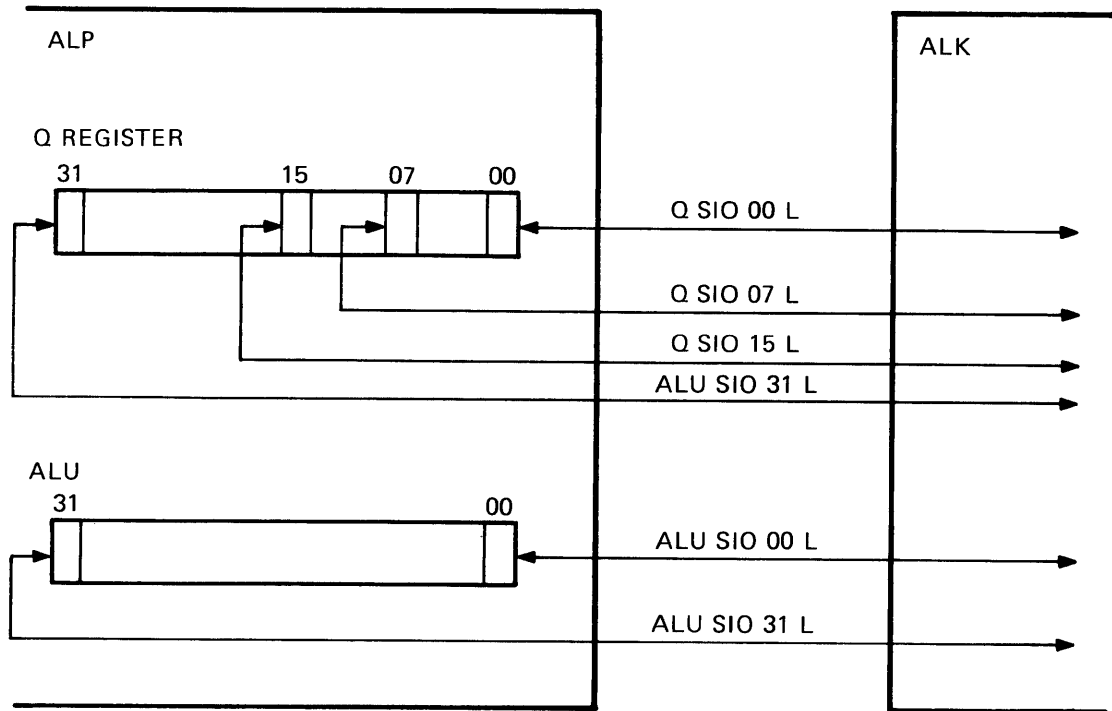 ALP
ALK
Q REGISTER
31 15 07 00
Q SIO 00 L
Q SIO 07 L
Q SIO 15 L
ALU SIO 31 L
ALU
31 00
ALU SIO 00 L
ALU SIO 31 L